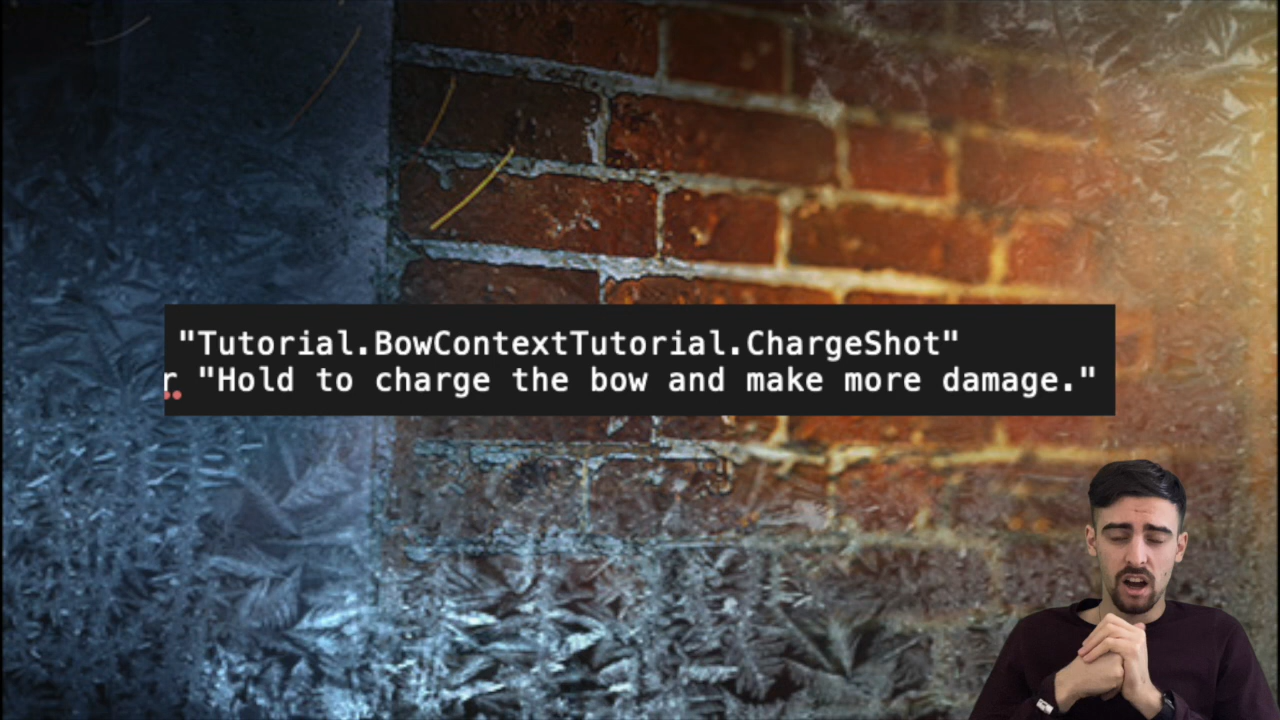 "Tutorial.BowContextTutorial.ChargeShot"
r "Hold to charge the bow and make more damage."